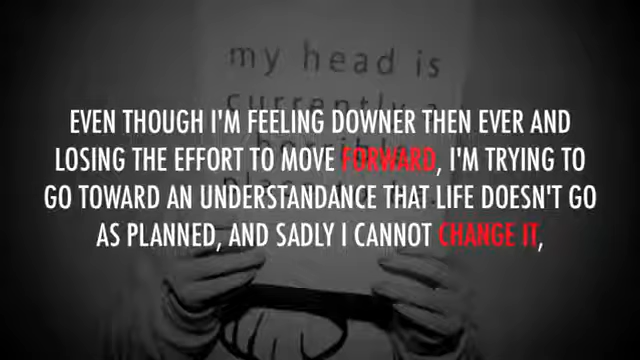 my head is
currently a
EVEN THOUGH I'M FEELING DOWNER THEN EVER AND
LOSING THE EFFORT TO MOVE FORWARD, I'M TRYING TO
GO TOWARD AN UNDERSTANDANCE THAT LIFE DOESN'T GO
AS PLANNED, AND SADLY I CANNOT CHANGE IT,